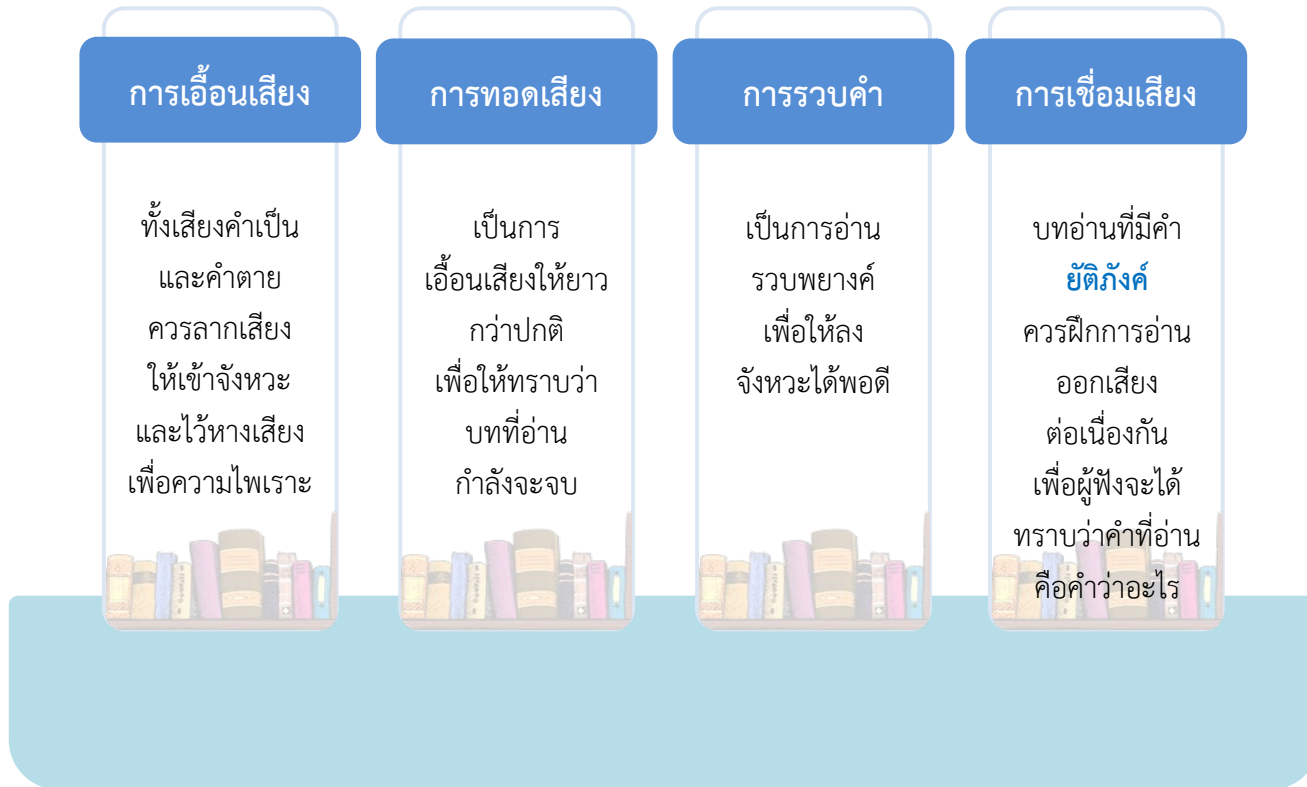 การเอื้อนเสียง
ทั้งเสียงคำเป็น
และคำตาย
ควรลากเสียง
ให้เข้าจังหวะ
และไว้หางเสียง
เพื่อความไพเราะ
การทอดเสียง
เป็นการ
เอื้อนเสียงให้ยาว
กว่าปกติ
เพื่อให้ทราบว่า
บทที่อ่าน
กำลังจะจบ
การรวบคำ
เป็นการอ่าน
รวบพยางค์
เพื่อให้ลง
จังหวะได้พอดี
การเชื่อมเสียง
บทอ่านที่มีคำ
ยัติภังค์
ควรฝึกการอ่าน
ออกเสียง
ต่อเนื่องกัน
เพื่อผู้ฟังจะได้
ทราบว่าคำที่อ่าน
คือคำว่าอะไร